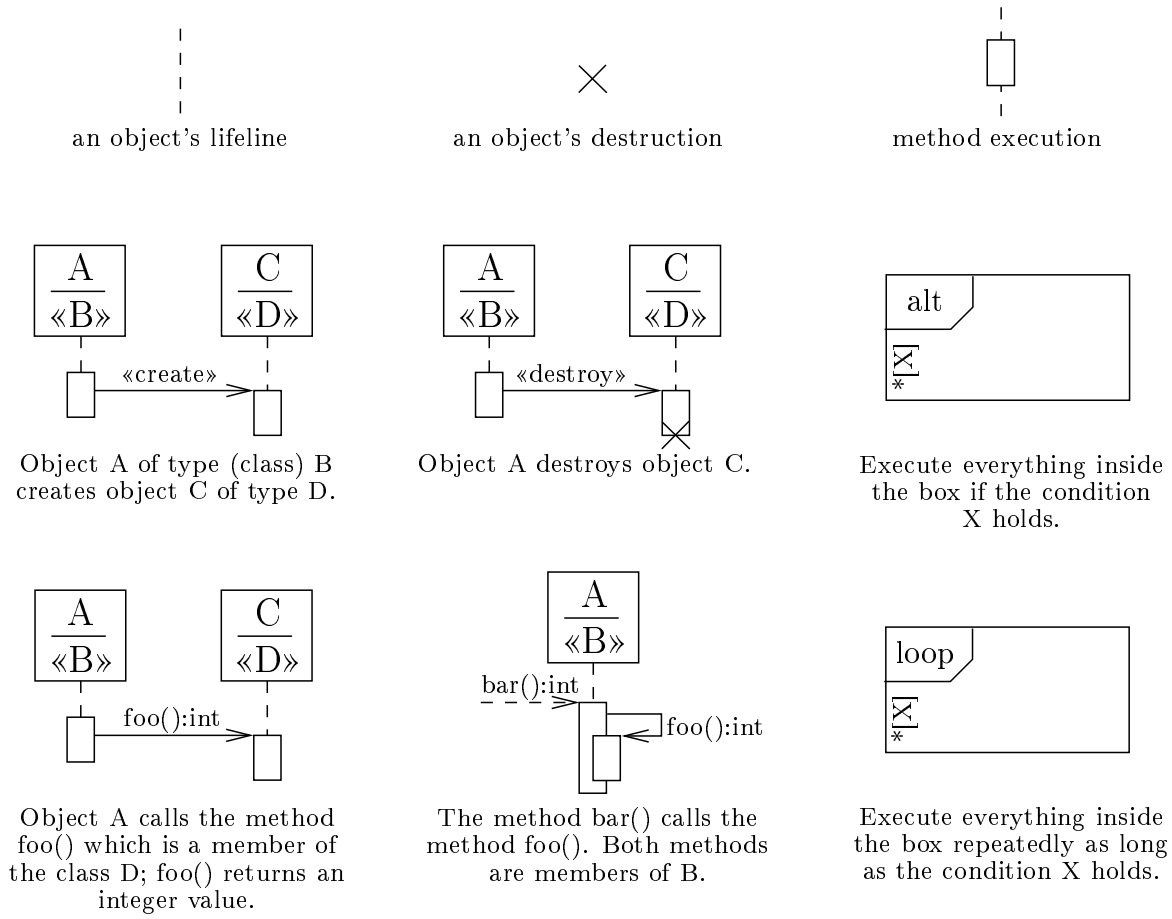 an object's lifeline
an object's destruction
method execution
A
«B»
C
«D»
«create»
Object A of type (class) B
creates object C of type D.
A
«B»
C
«D»
«destroy»
Object A destroys object C.
alt
*[X]
Execute everything inside
the box if the condition
X holds.
A
«B»
C
«D»
foo():int
Object A calls the method
foo() which is a member of
the class D; foo() returns an
integer value.
A
«B»
bar():int
foo():int
The method bar() calls the
method foo(). Both methods
are members of B.
loop
*[X]
Execute everything inside
the box repeatedly as long
as the condition X holds.